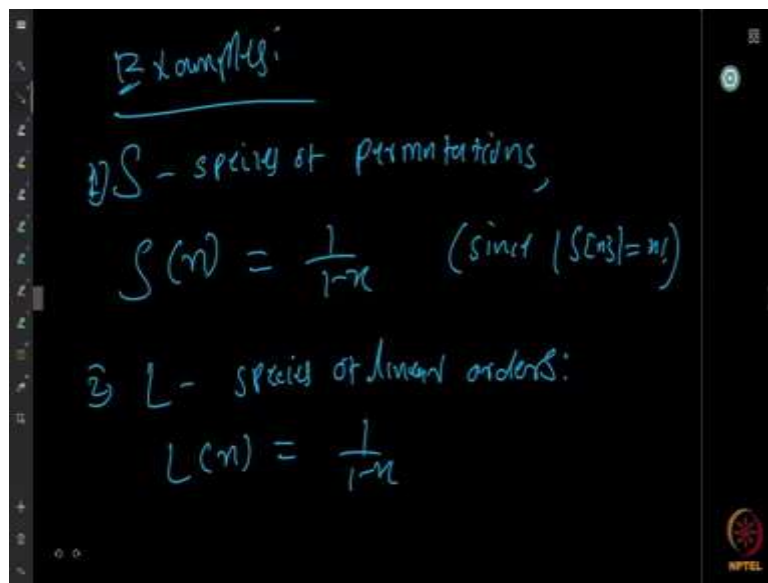 Examples:
1) S - species of permutations,
S(x) = 1/(1-x) (since |S[n]| = n!)
2) L - species of linear orders:
L(x) = 1/(1-x)
NPTEL